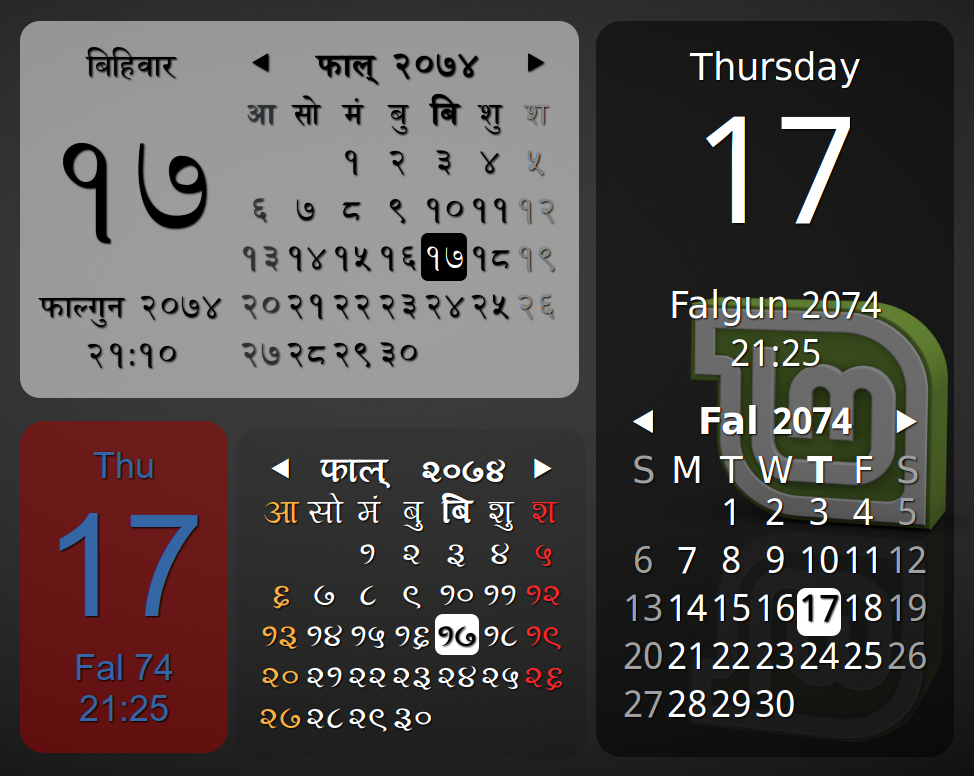 बिहिवार
१७
फाल्गुन २०७४
२१:१०
◀ फाल् २०७४ ▶
आ सो मं बु बि शु श
१ २ ३ ४ ५
६ ७ ८ ९ १० ११ १२
१३ १४ १५ १६ १७ १८ १९
२० २१ २२ २३ २४ २५ २६
२७ २८ २९ ३०
Thursday
17
Falgun 2074
21:25
◀ Fal 2074 ▶
S M T W T F S
1 2 3 4 5
6 7 8 9 10 11 12
13 14 15 16 17 18 19
20 21 22 23 24 25 26
27 28 29 30
Thu
17
Fal 74
21:25
◀ फाल् २०७४ ▶
आ सो मं बु बि शु श
१ २ ३ ४ ५
६ ७ ८ ९ १० ११ १२
१३ १४ १५ १६ १७ १८ १९
२० २१ २२ २३ २४ २५ २६
२७ २८ २९ ३०